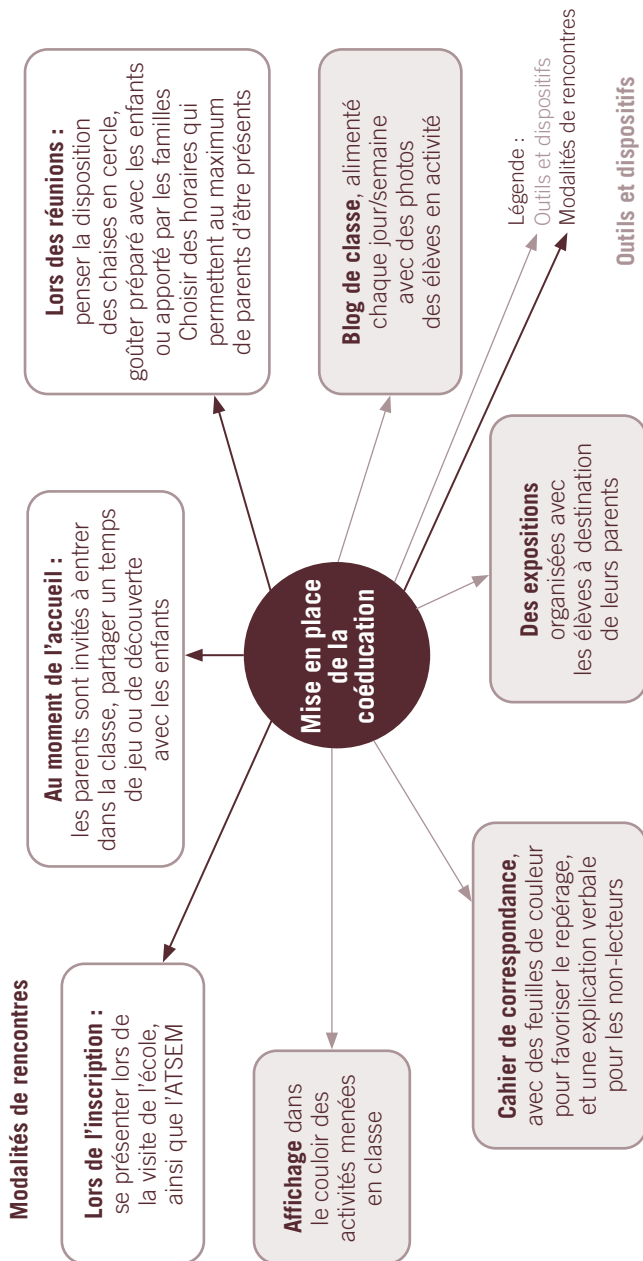 Modalités de rencontres
Lors de l'inscription :
se présenter lors de
la visite de l'école,
ainsi que l'ATSEM
Au moment de l'accueil :
les parents sont invités à entrer
dans la classe, partager un temps
de jeu ou de découverte
avec les enfants
Lors des réunions :
penser la disposition
des chaises en cercle,
goûter préparé avec les enfants
ou apporté par les familles
Choisir des horaires qui
permettent au maximum
de parents d'être présents
Mise en place
de la
coéducation
Affichage dans
le couloir des
activités menées
en classe
Cahier de correspondance,
avec des feuilles de couleur
pour favoriser le repérage,
et une explication verbale
pour les non-lecteurs
Des expositions
organisées avec
les élèves à destination
de leurs parents
Blog de classe, alimenté
chaque jour/semaine
avec des photos
des élèves en activité
Légende :
Outils et dispositifs
Modalités de rencontres
Outils et dispositifs